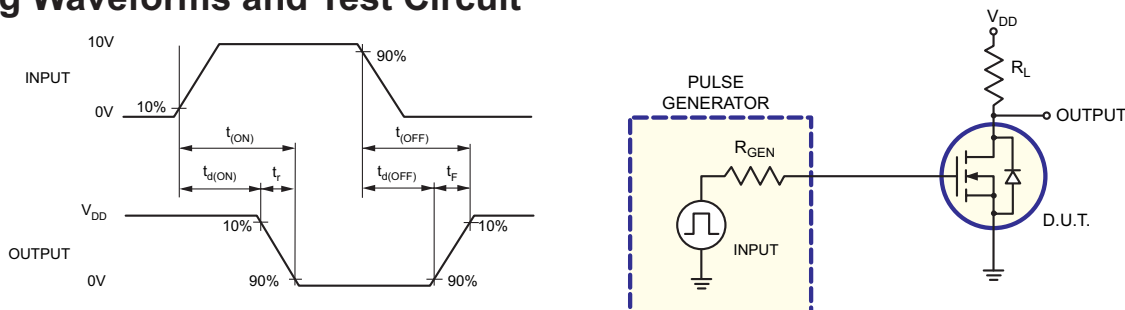 g Waveforms and Test Circuit
10V
INPUT
0V
10%
90%
t(ON)
t(OFF)
td(ON)
tr
td(OFF)
tF
VDD
OUTPUT
0V
10%
90%
10%
90%
VDD
RL
OUTPUT
PULSE
GENERATOR
RGEN
INPUT
D.U.T.